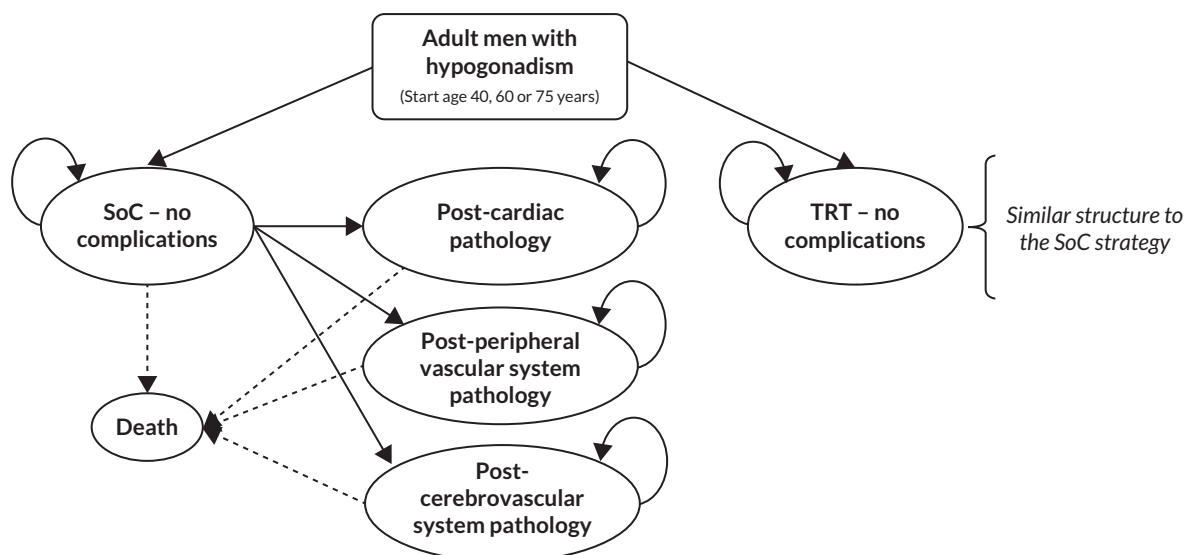 Adult men with
hypogonadism
(Start age 40, 60 or 75 years)
SoC – no
complications
Post-cardiac
pathology
TRT – no
complications
Similar structure to
the SoC strategy
Post-peripheral
vascular system
pathology
Death
Post-
cerebrovascular
system pathology